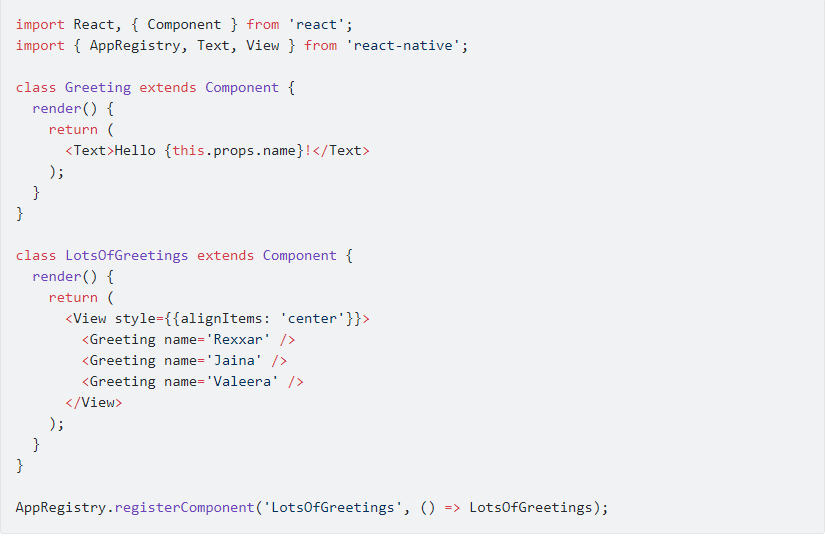 import React, { Component } from 'react';
import { AppRegistry, Text, View } from 'react-native';

class Greeting extends Component {
  render() {
    return (
      <Text>Hello {this.props.name}!</Text>
    );
  }
}

class LotsOfGreetings extends Component {
  render() {
    return (
      <View style={{alignItems: 'center'}}>
        <Greeting name='Rexxar' />
        <Greeting name='Jaina' />
        <Greeting name='Valeera' />
      </View>
    );
  }
}

AppRegistry.registerComponent('LotsOfGreetings', () => LotsOfGreetings);